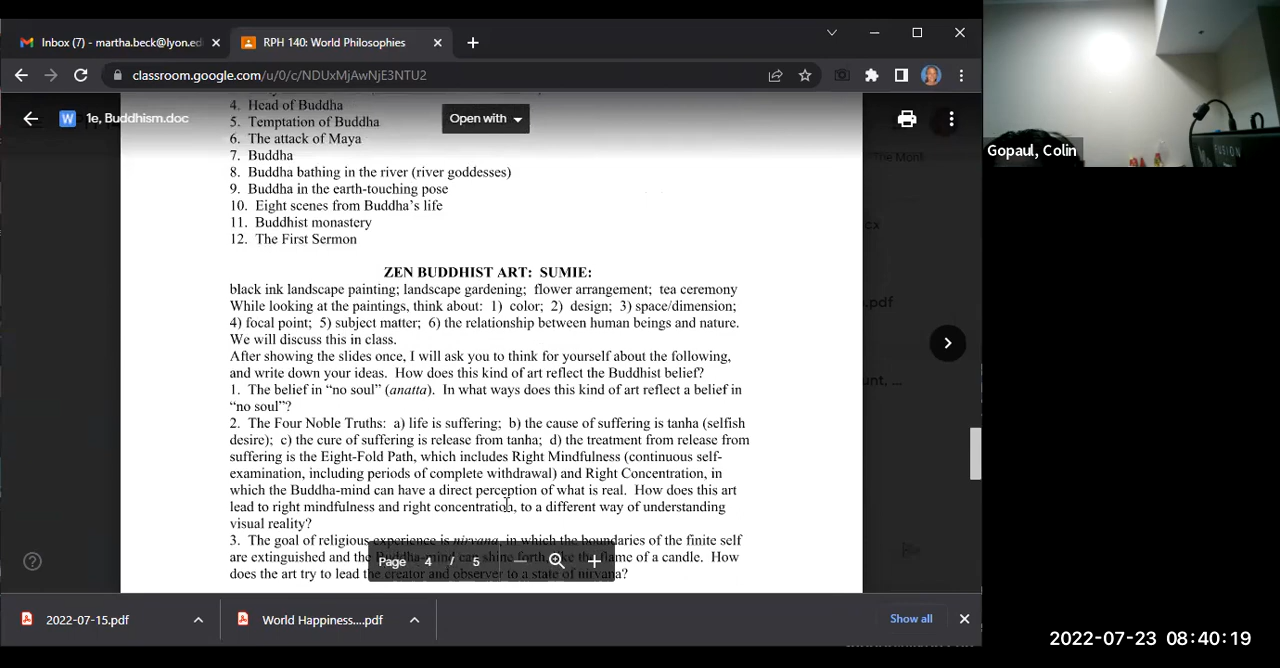 Inbox (7) - martha.beck@lyon.ed
RPH 140: World Philosophies
classroom.google.com/u/0/c/NDUxMjAwNjE3NTU2
4. Head of Buddha
1e, Buddhism.doc
Open with
5. Temptation of Buddha
6. The attack of Maya
7. Buddha
8. Buddha bathing in the river (river goddesses)
9. Buddha in the earth-touching pose
10. Eight scenes from Buddha's life
11. Buddhist monastery
12. The First Sermon
ZEN BUDDHIST ART: SUMIE:
black ink landscape painting; landscape gardening; flower arrangement; tea ceremony
While looking at the paintings, think about: 1) color; 2) design; 3) space/dimension;
4) focal point; 5) subject matter; 6) the relationship between human beings and nature.
We will discuss this in class.
After showing the slides once, I will ask you to think for yourself about the following,
and write down your ideas. How does this kind of art reflect the Buddhist belief?
1. The belief in “no soul” (anatta). In what ways does this kind of art reflect a belief in
“no soul”?
2. The Four Noble Truths: a) life is suffering; b) the cause of suffering is tanha (selfish
desire); c) the cure of suffering is release from tanha; d) the treatment from release from
suffering is the Eight-Fold Path, which includes Right Mindfulness (continuous self-
examination, including periods of complete withdrawal) and Right Concentration, in
which the Buddha-mind can have a direct perception of what is real. How does this art
lead to right mindfulness and right concentration, to a different way of understanding
visual reality?
3. The goal of religious experience is nirvana, in which the boundaries of the finite self
are extinguished and the Buddha-mind can shine forth like the flame of a candle. How
does the art try to lead the creator and observer to a state of nirvana?
Page 4 / 5
The Monk
cx
.pdf
unt, ...
2022-07-15.pdf
World Happiness....pdf
Show all
Gopaul, Colin
FUSION
2022-07-23 08:40:19